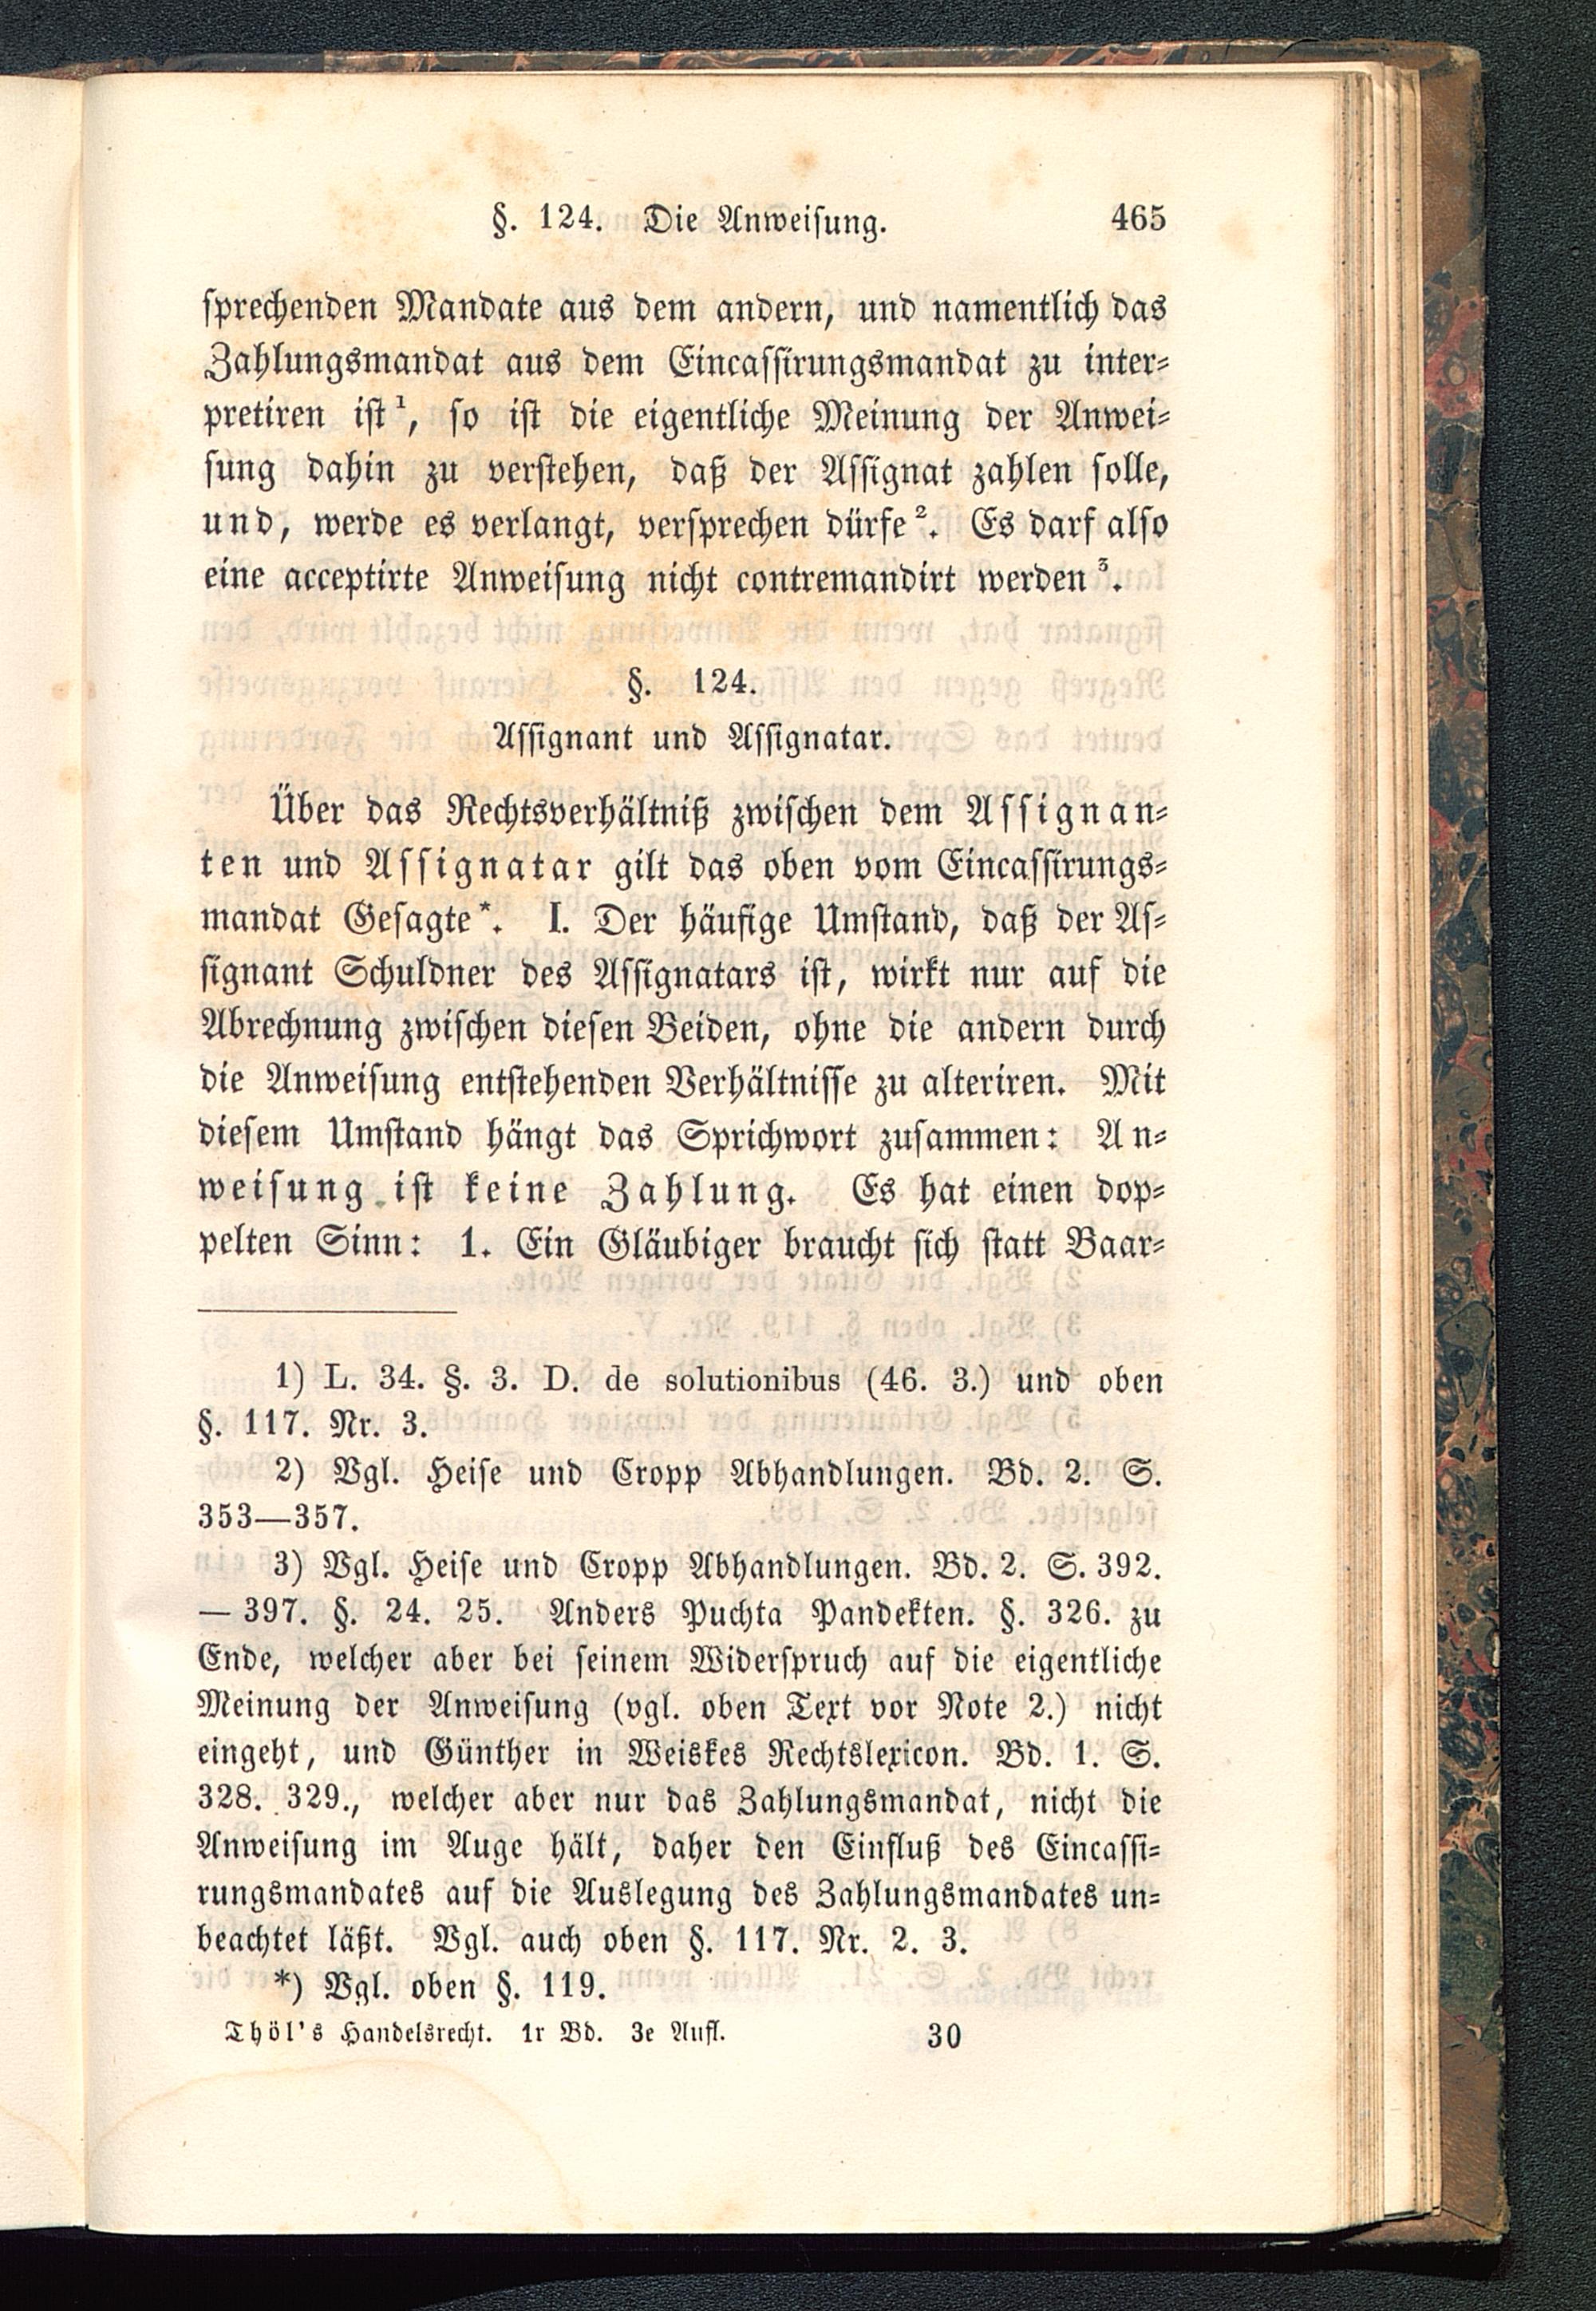 §. 124. Die Anweisung. 465
sprechenden Mandate aus dem andern, und namentlich das
Zahlungsmandat aus dem Eincassirungsmandat zu inter-
pretiren ist¹, so ist die eigentliche Meinung der Anwei-
sung dahin zu verstehen, daß der Assignat zahlen solle,
und, werde es verlangt, versprechen dürfe². Es darf also
eine acceptirte Anweisung nicht contremandirt werden³.
§. 124.
Assignant und Assignatar.
Über das Rechtsverhältniß zwischen dem Assignan-
ten und Assignatar gilt das oben vom Eincassirungs-
mandat Gesagte*. I. Der häufige Umstand, daß der As-
signant Schuldner des Assignatars ist, wirkt nur auf die
Abrechnung zwischen diesen Beiden, ohne die andern durch
die Anweisung entstehenden Verhältnisse zu alteriren. Mit
diesem Umstand hängt das Sprichwort zusammen: An-
weisung ist keine Zahlung. Es hat einen dop-
pelten Sinn: 1. Ein Gläubiger braucht sich statt Baar-
1) L. 34. §. 3. D. de solutionibus (46. 3.) und oben
§. 117. Nr. 3.
2) Vgl. Heise und Cropp Abhandlungen. Bd. 2. S.
353—357.
3) Vgl. Heise und Cropp Abhandlungen. Bd. 2. S. 392.
— 397. §. 24. 25. Anders Puchta Pandekten. §. 326. zu
Ende, welcher aber bei seinem Widerspruch auf die eigentliche
Meinung der Anweisung (vgl. oben Text vor Note 2.) nicht
eingeht, und Günther in Weiskes Rechtslexicon. Bd. 1. S.
328. 329., welcher aber nur das Zahlungsmandat, nicht die
Anweisung im Auge hält, daher den Einfluß des Eincassi-
rungsmandates auf die Auslegung des Zahlungsmandates un-
beachtet läßt. Vgl. auch oben §. 117. Nr. 2. 3.
*) Vgl. oben §. 119.
Thöl's Handelsrecht. 1r Bd. 3e Aufl. 30